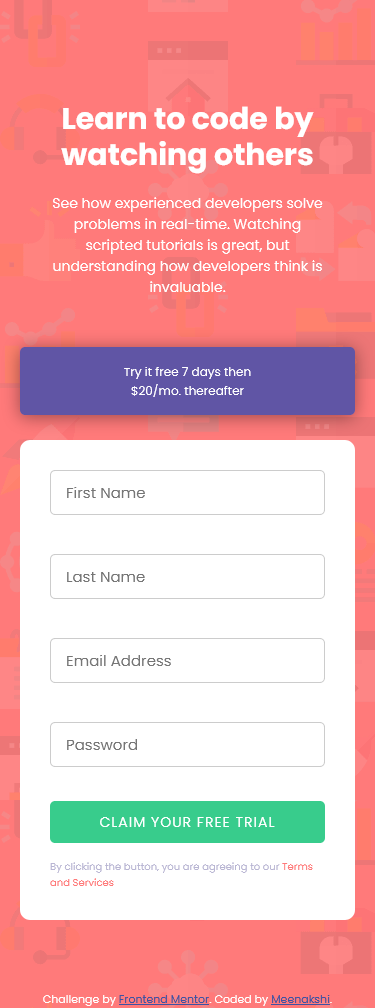 Learn to code by
watching others
See how experienced developers solve
problems in real-time. Watching
scripted tutorials is great, but
understanding how developers think is
invaluable.
Try it free 7 days then
$20/mo. thereafter
First Name
Last Name
Email Address
Password
CLAIM YOUR FREE TRIAL
By clicking the button, you are agreeing to our Terms
and Services
Challenge by Frontend Mentor. Coded by Meenakshi.